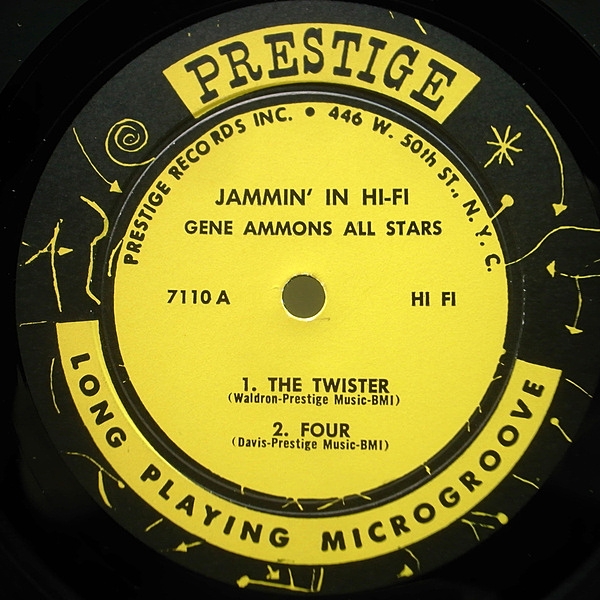 PRESTIGE
PRESTIGE RECORDS INC. • 446 W. 50th ST., N. Y. C.
JAMMIN' IN HI-FI
GENE AMMONS ALL STARS
7110 A HI FI
1. THE TWISTER
(Waldron-Prestige Music-BMI)
2. FOUR
(Davis-Prestige Music-BMI)
LONG PLAYING MICROGROOVE